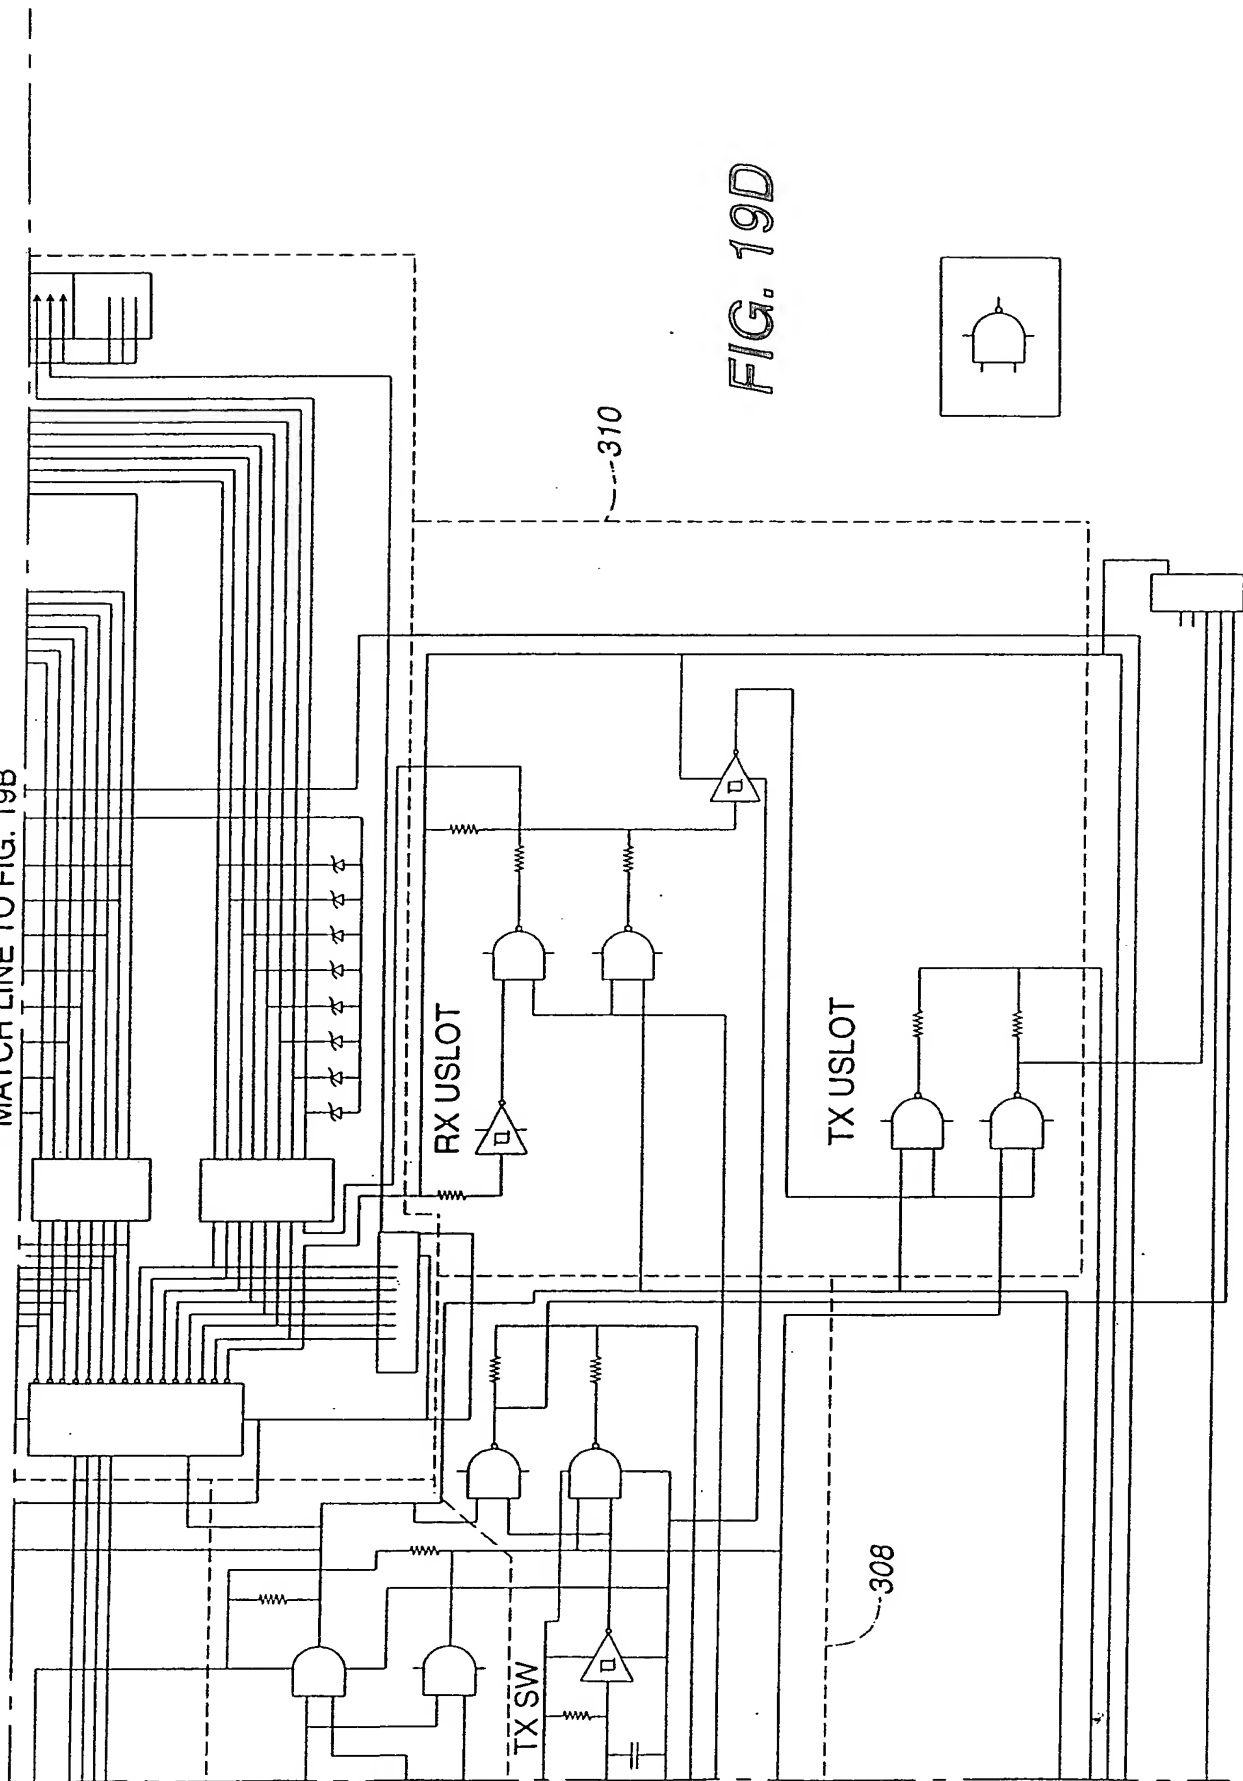 MATCH LINE TO FIG. 19B
RX USLOT
310
FIG. 19D
TX USLOT
TX SW
308